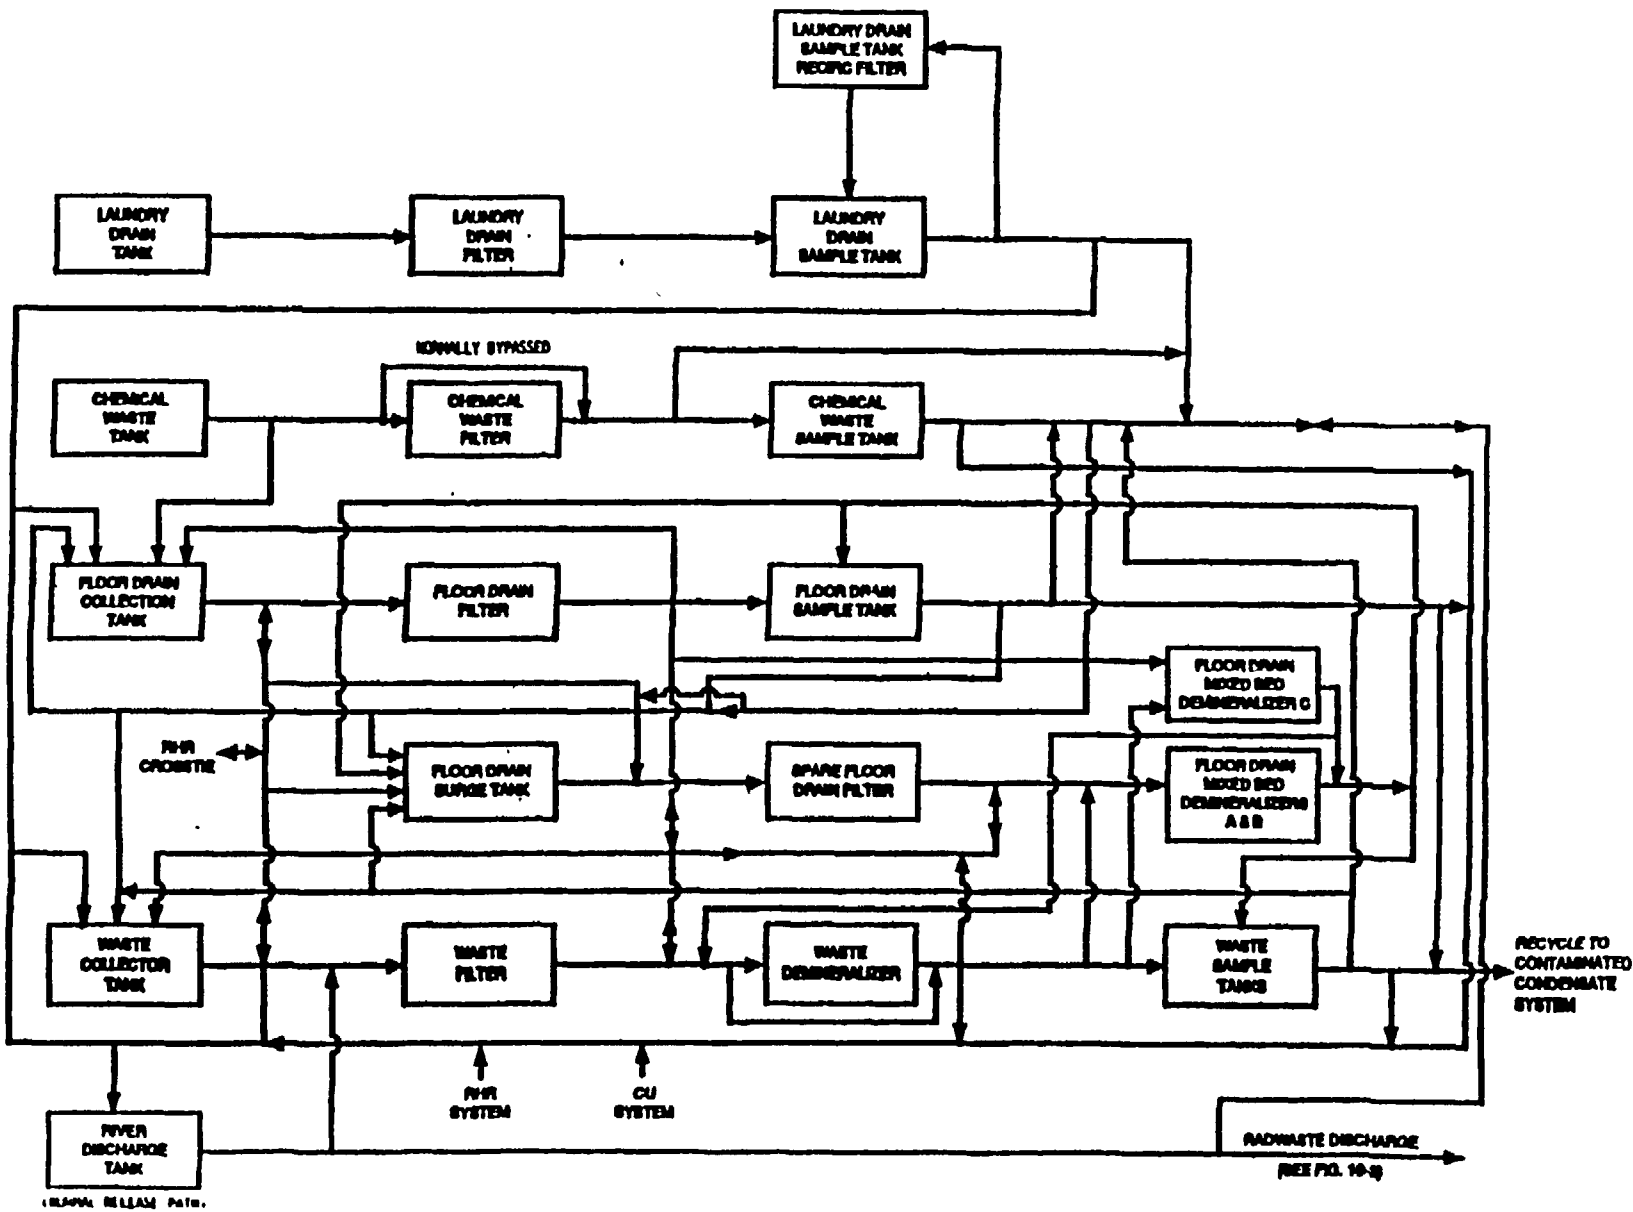 LAUNDRY DRAIN
SAMPLE TANK
RECIRC FILTER
LAUNDRY
DRAIN
TANK
LAUNDRY
DRAIN
FILTER
LAUNDRY
DRAIN
SAMPLE TANK
NORMALLY BYPASSED
CHEMICAL
WASTE
TANK
CHEMICAL
WASTE
FILTER
CHEMICAL
WASTE
SAMPLE TANK
FLOOR DRAIN
COLLECTION
TANK
FLOOR DRAIN
FILTER
FLOOR DRAIN
SAMPLE TANK
FLOOR DRAIN
MIXED BED
DEMINERALIZER C
RHR
CROSSTIE
FLOOR DRAIN
SURGE TANK
SPARE FLOOR
DRAIN FILTER
FLOOR DRAIN
MIXED BED
DEMINERALIZERS
A & B
WASTE
COLLECTOR
TANK
WASTE
FILTER
WASTE
DEMINERALIZER
WASTE
SAMPLE
TANKS
RECYCLE TO
CONTAMINATED
CONDENSATE
SYSTEM
RHR
SYSTEM
CU
SYSTEM
RIVER
DISCHARGE
TANK
RELEASE PATH
RADWASTE DISCHARGE
(SEE FIG.